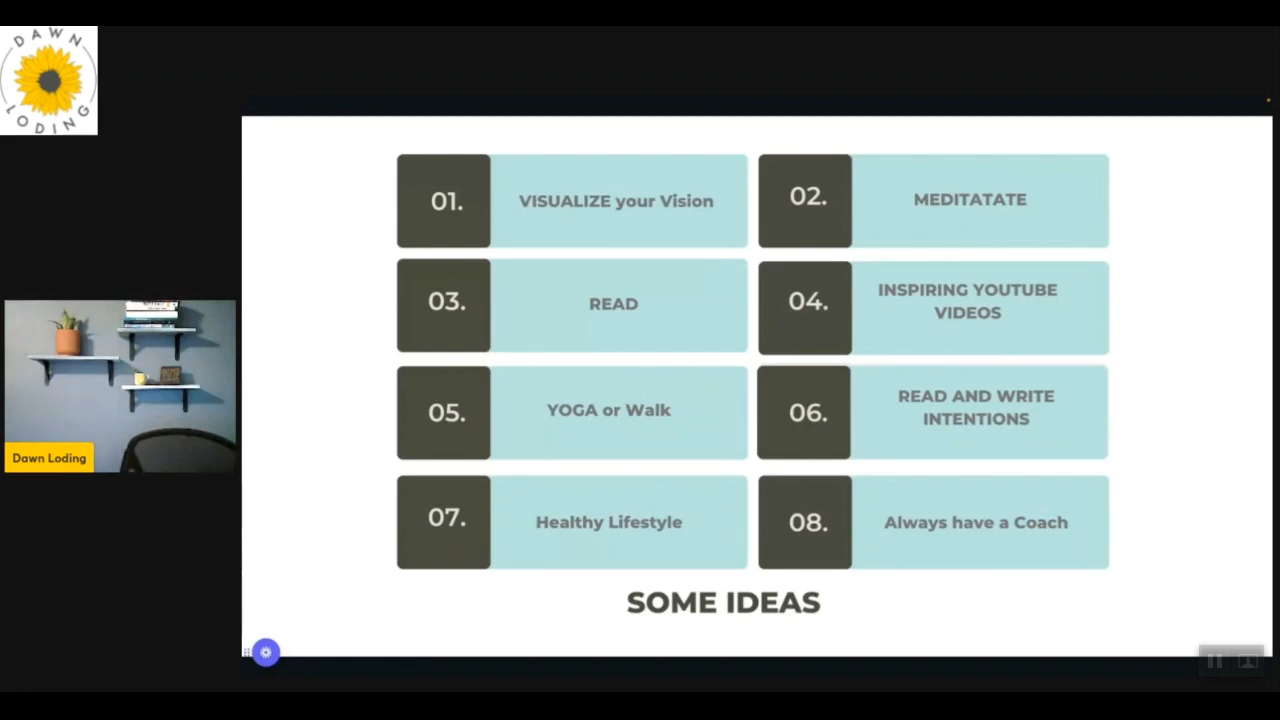 DAWN
LODING
01.
VISUALIZE your Vision
02.
MEDITATATE
03.
READ
04.
INSPIRING YOUTUBE
VIDEOS
05.
YOGA or Walk
06.
READ AND WRITE
INTENTIONS
07.
Healthy Lifestyle
08.
Always have a Coach
SOME IDEAS
Dawn Loding